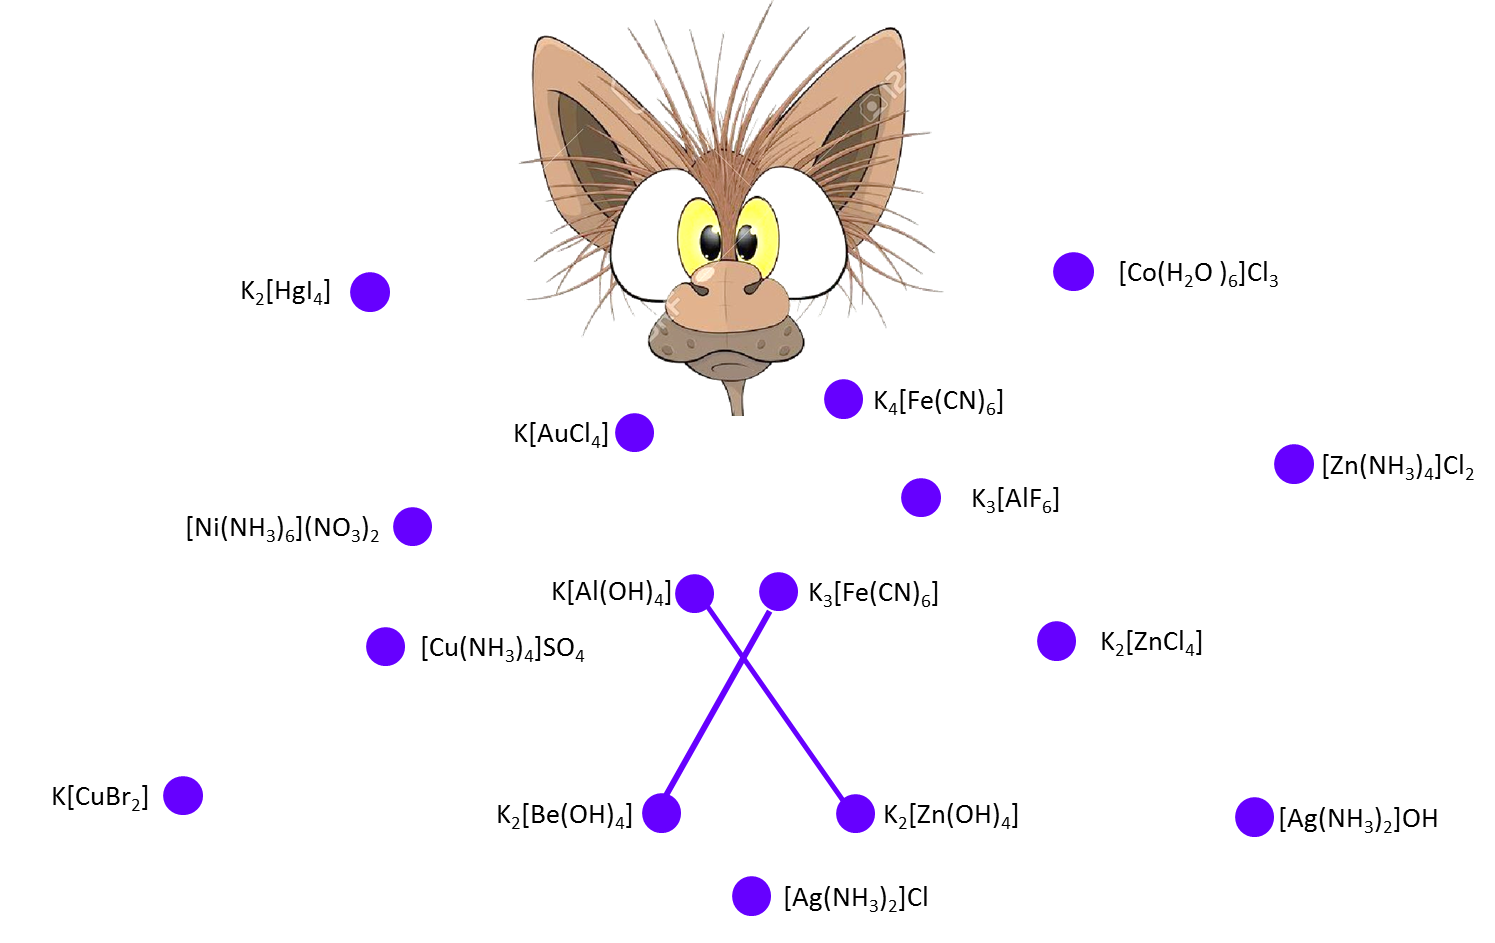 K₂[HgI₄]
[Co(H₂O )₆]Cl₃
K₄[Fe(CN)₆]
K[AuCl₄]
[Zn(NH₃)₄]Cl₂
K₃[AlF₆]
[Ni(NH₃)₆](NO₃)₂
K[Al(OH)₄]
K₃[Fe(CN)₆]
[Cu(NH₃)₄]SO₄
K₂[ZnCl₄]
K[CuBr₂]
K₂[Be(OH)₄]
K₂[Zn(OH)₄]
[Ag(NH₃)₂]OH
[Ag(NH₃)₂]Cl